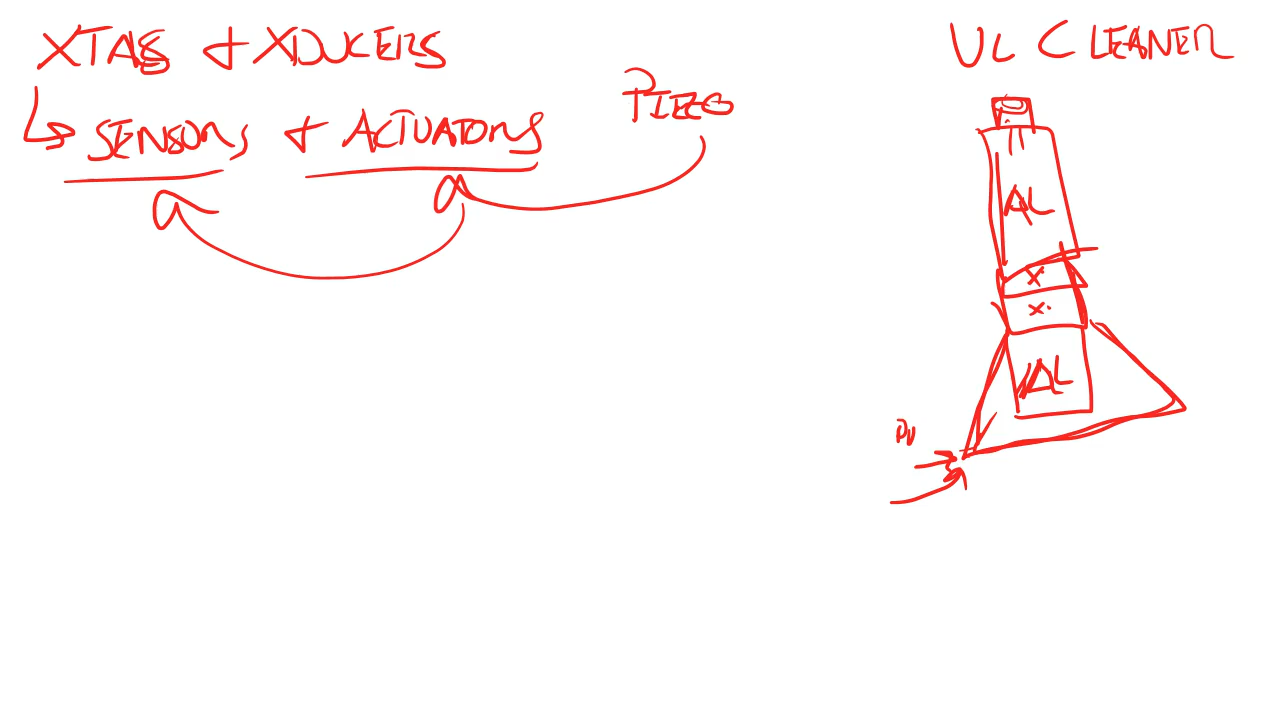 XTALS + XDUCERS
SENSORS + ACTUATORS
PIEZO
UL CLEANER
AL
X
X
AL